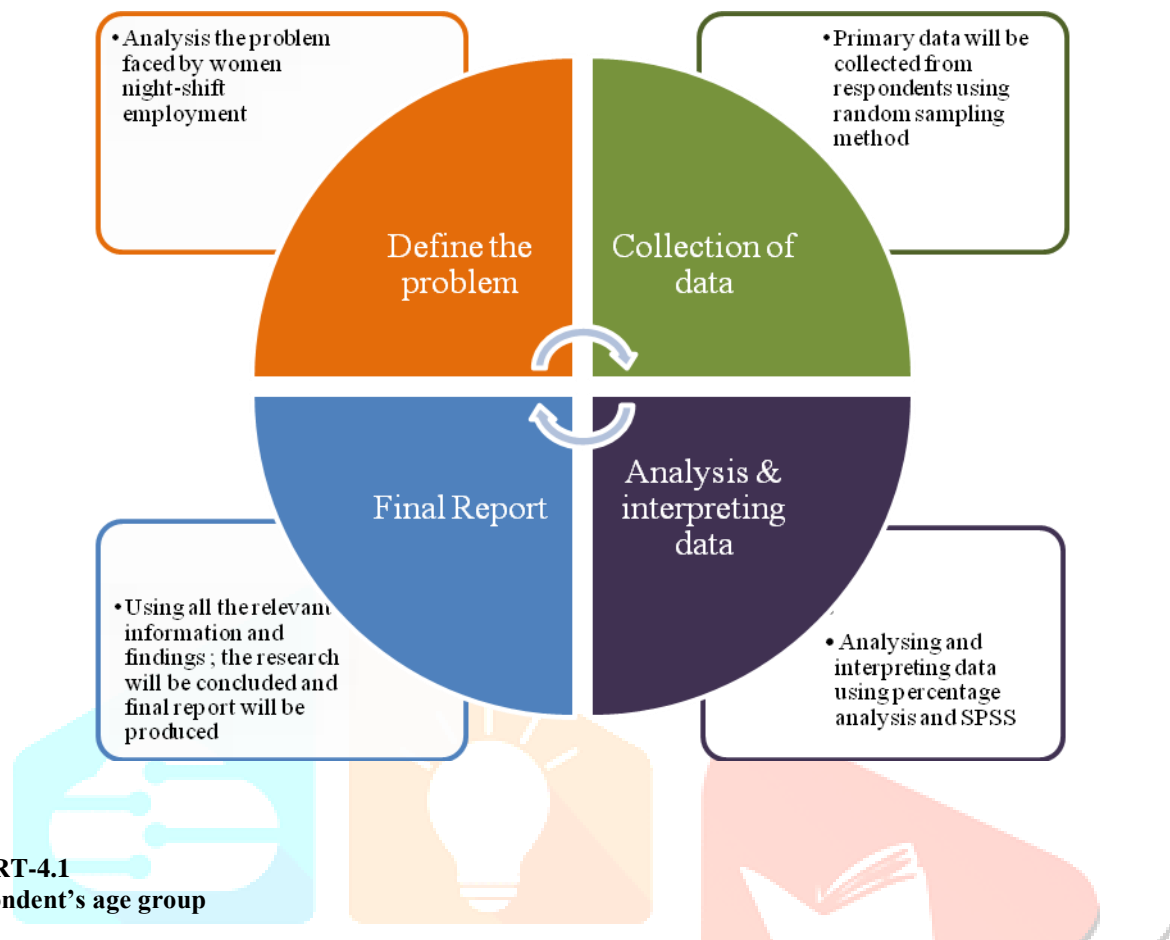 • Analysis the problem
faced by women
night-shift
employment
• Primary data will be
collected from
respondents using
random sampling
method
Define the
problem
Collection of
data
Final Report
Analysis &
interpreting
data
• Using all the relevant
information and
findings ; the research
will be concluded and
final report will be
produced
• Analysing and
interpreting data
using percentage
analysis and SPSS
RT-4.1
ondent's age group